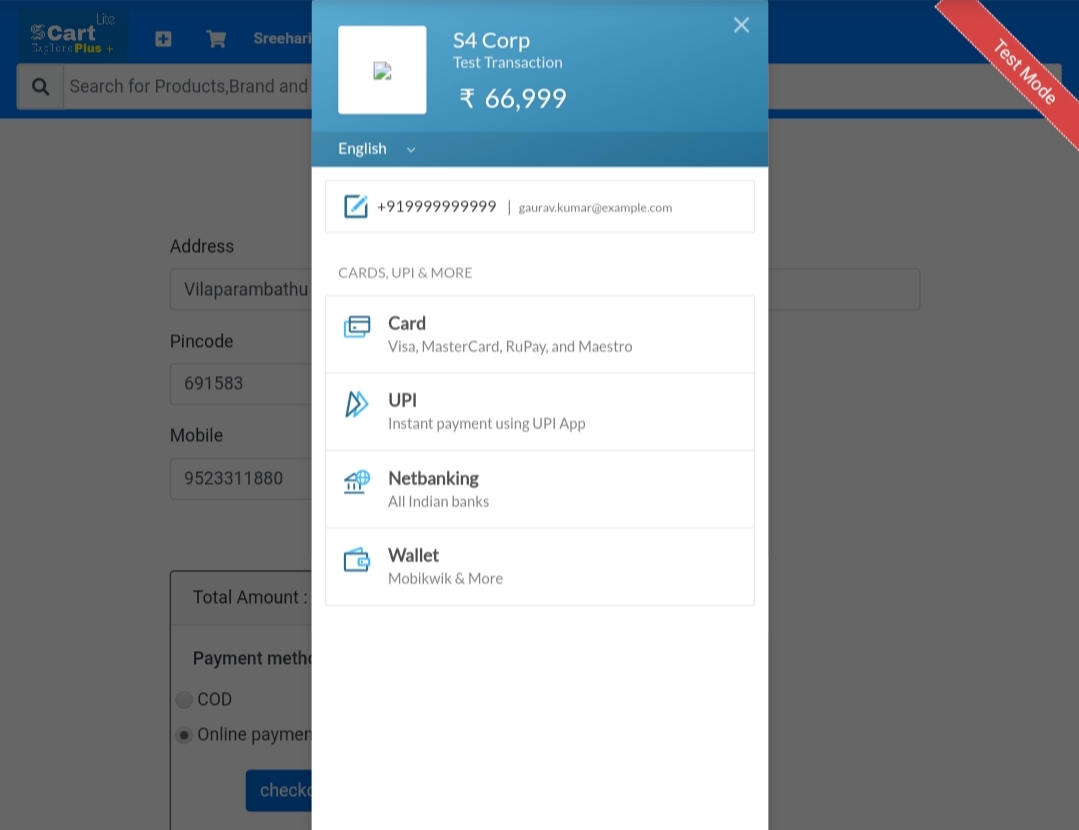 Lite
SCart
Explore Plus +
Sreehari
Search for Products,Brand and
S4 Corp
Test Transaction
₹ 66,999
Test Mode
English
+919999999999 | gaurav.kumar@example.com
CARDS, UPI & MORE
Card
Visa, MasterCard, RuPay, and Maestro
UPI
Instant payment using UPI App
Netbanking
All Indian banks
Wallet
Mobikwik & More
Address
Vilaparambathu
Pincode
691583
Mobile
9523311880
Total Amount :
Payment metho
COD
Online paymen
checko